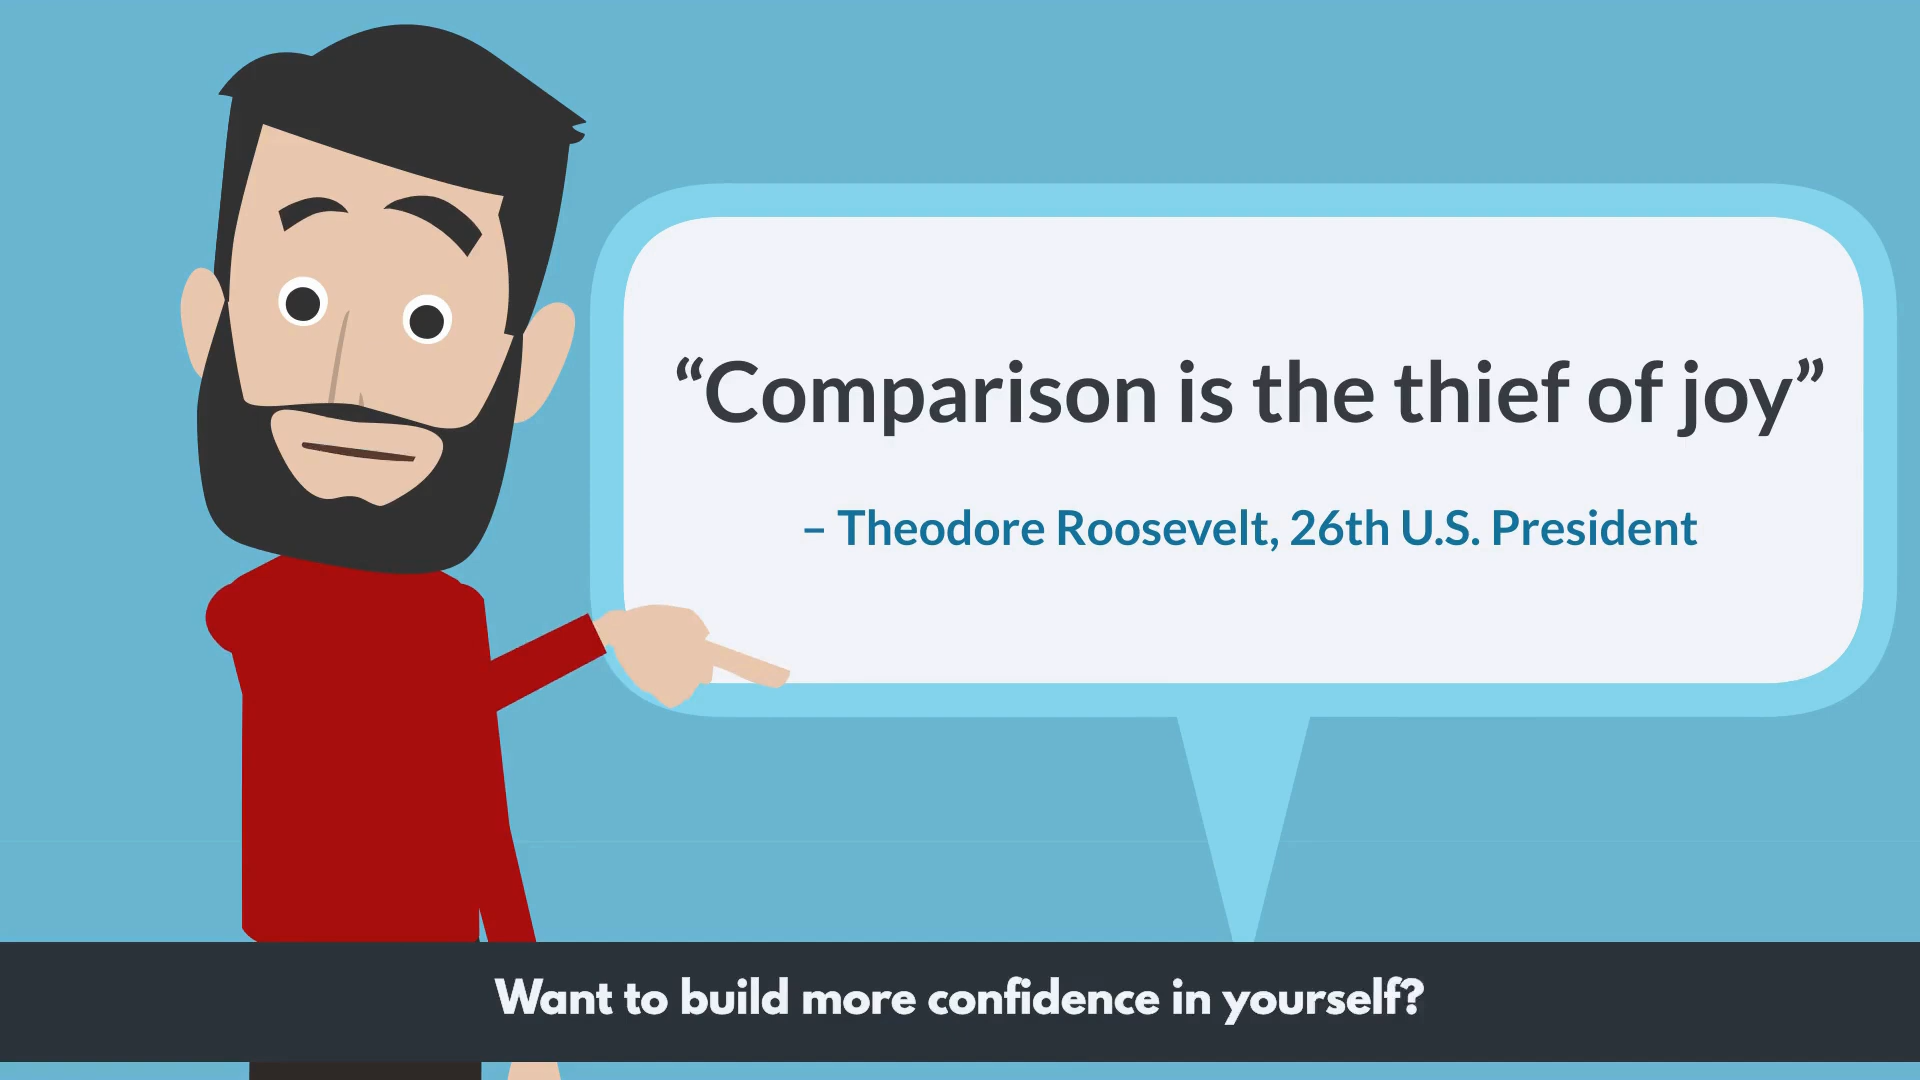 “Comparison is the thief of joy”
– Theodore Roosevelt, 26th U.S. President
Want to build more confidence in yourself?